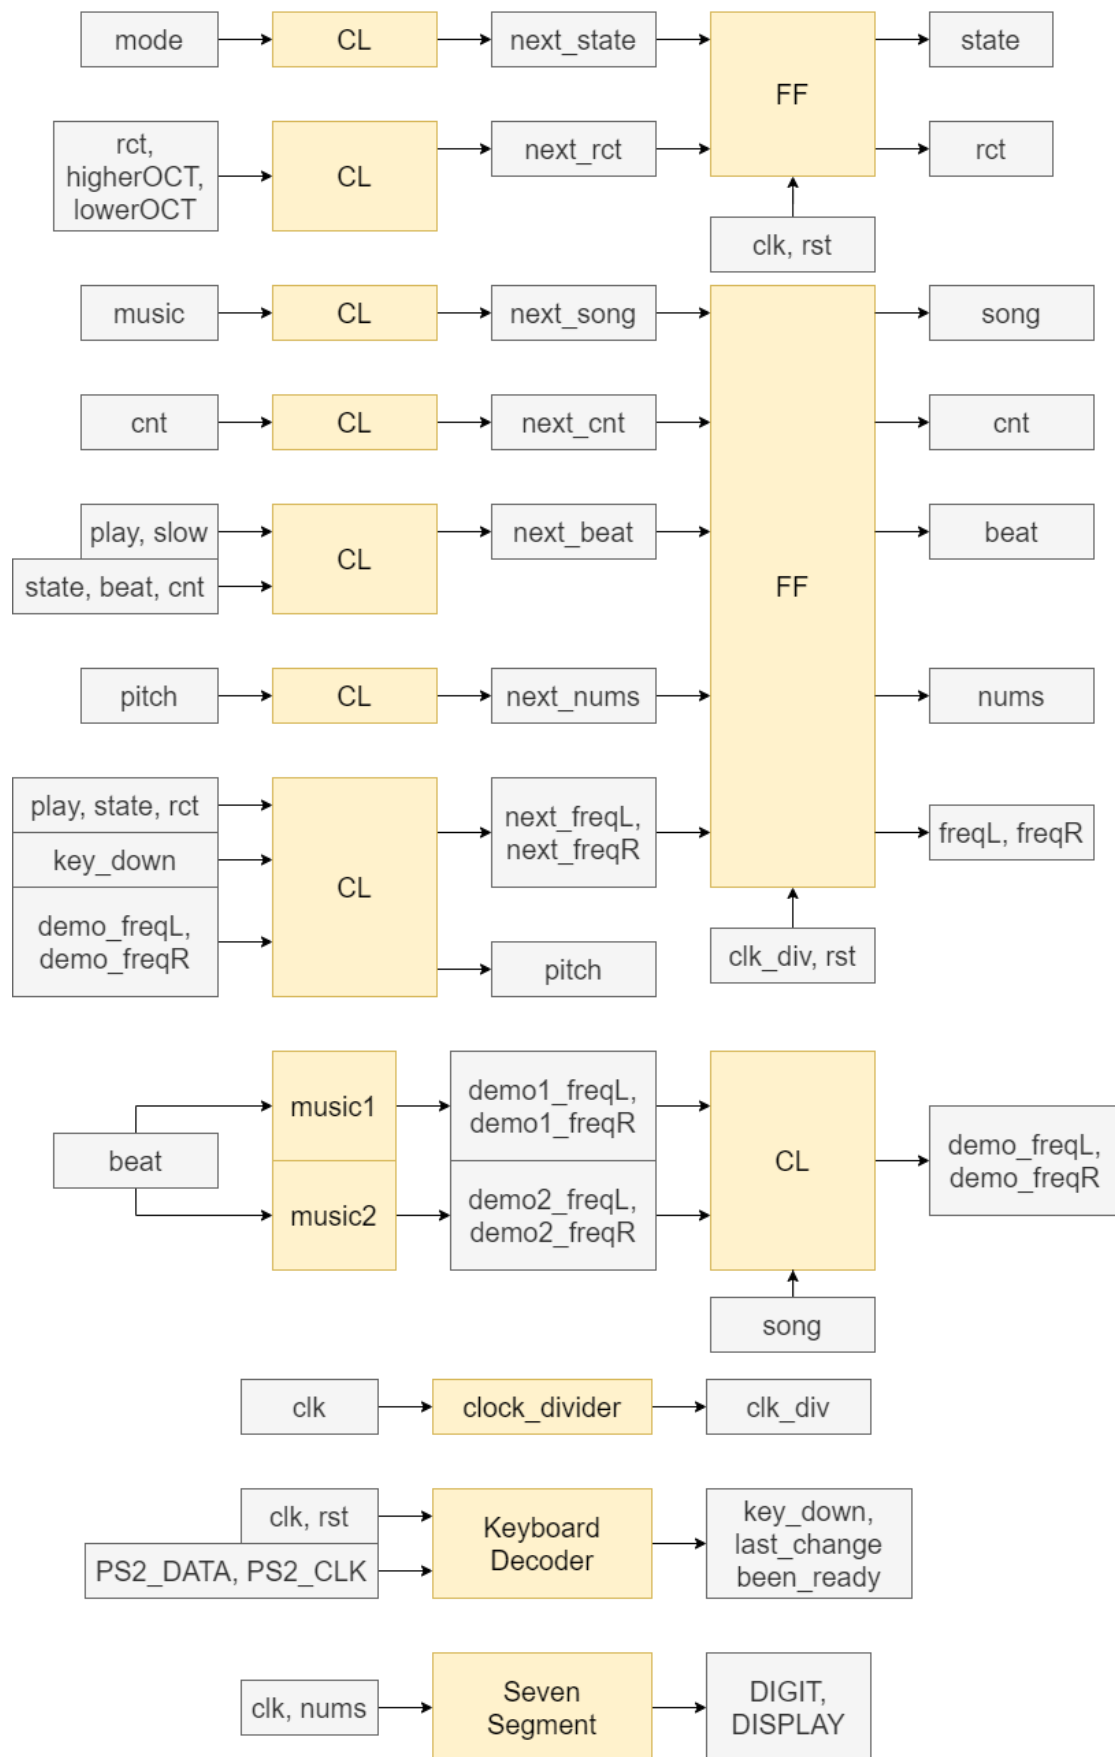 mode
CL
next_state
FF
state
rct,
higherOCT,
lowerOCT
CL
next_rct
rct
clk, rst
music
CL
next_song
FF
song
cnt
CL
next_cnt
cnt
play, slow
state, beat, cnt
CL
next_beat
beat
pitch
CL
next_nums
nums
play, state, rct
key_down
demo_freqL,
demo_freqR
CL
next_freqL,
next_freqR
pitch
freqL, freqR
clk_div, rst
beat
music1
music2
demo1_freqL,
demo1_freqR
demo2_freqL,
demo2_freqR
CL
demo_freqL,
demo_freqR
song
clk
clock_divider
clk_div
clk, rst
PS2_DATA, PS2_CLK
Keyboard
Decoder
key_down,
last_change
been_ready
clk, nums
Seven
Segment
DIGIT,
DISPLAY